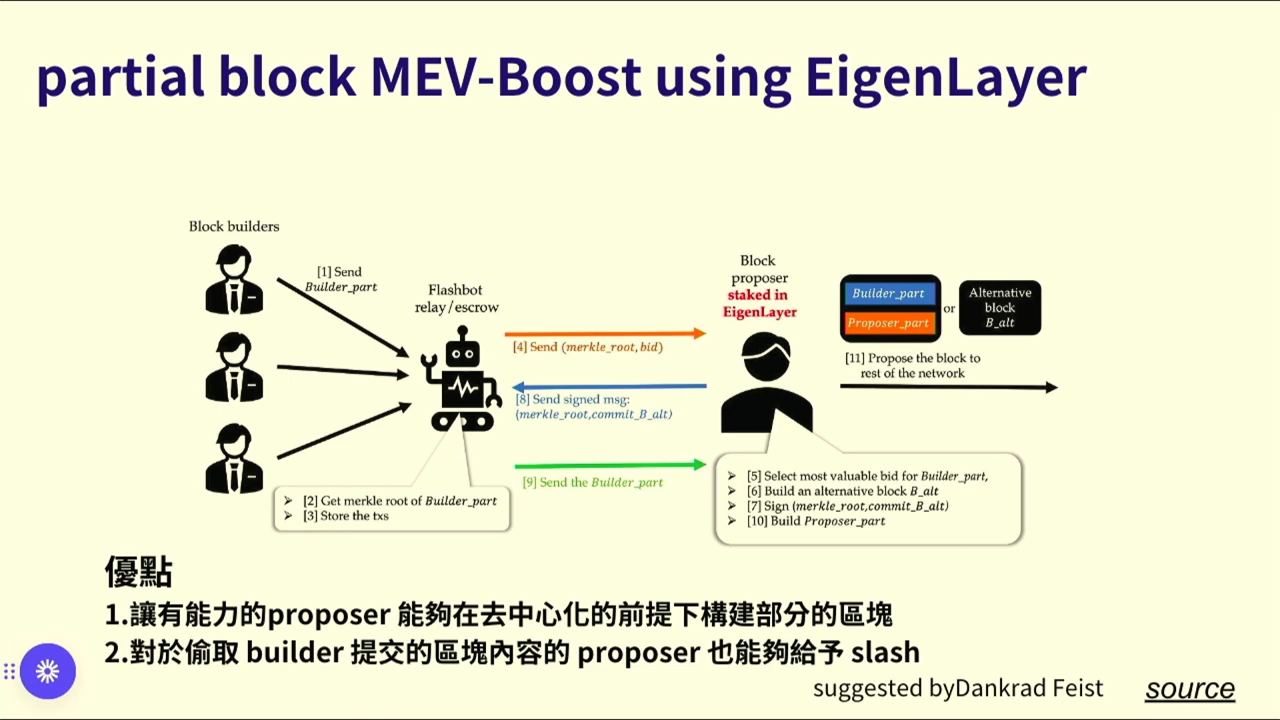 partial block MEV-Boost using EigenLayer
Block builders
[1] Send
Builder_part
Flashbot
relay/escrow
[2] Get merkle root of Builder_part
[3] Store the txs
[4] Send (merkle_root, bid)
[8] Send signed msg:
(merkle_root,commit_B_alt)
[9] Send the Builder_part
Block
proposer
staked in
EigenLayer
[5] Select most valuable bid for Builder_part,
[6] Build an alternative block B_alt
[7] Sign (merkle_root,commit_B_alt)
[10] Build Proposer_part
Builder_part
Proposer_part
or
Alternative
block
B_alt
[11] Propose the block to
rest of the network
優點
1.讓有能力的proposer 能夠在去中心化的前提下構建部分的區塊
2.對於偷取 builder 提交的區塊內容的 proposer 也能夠給予 slash
suggested byDankrad Feist
source